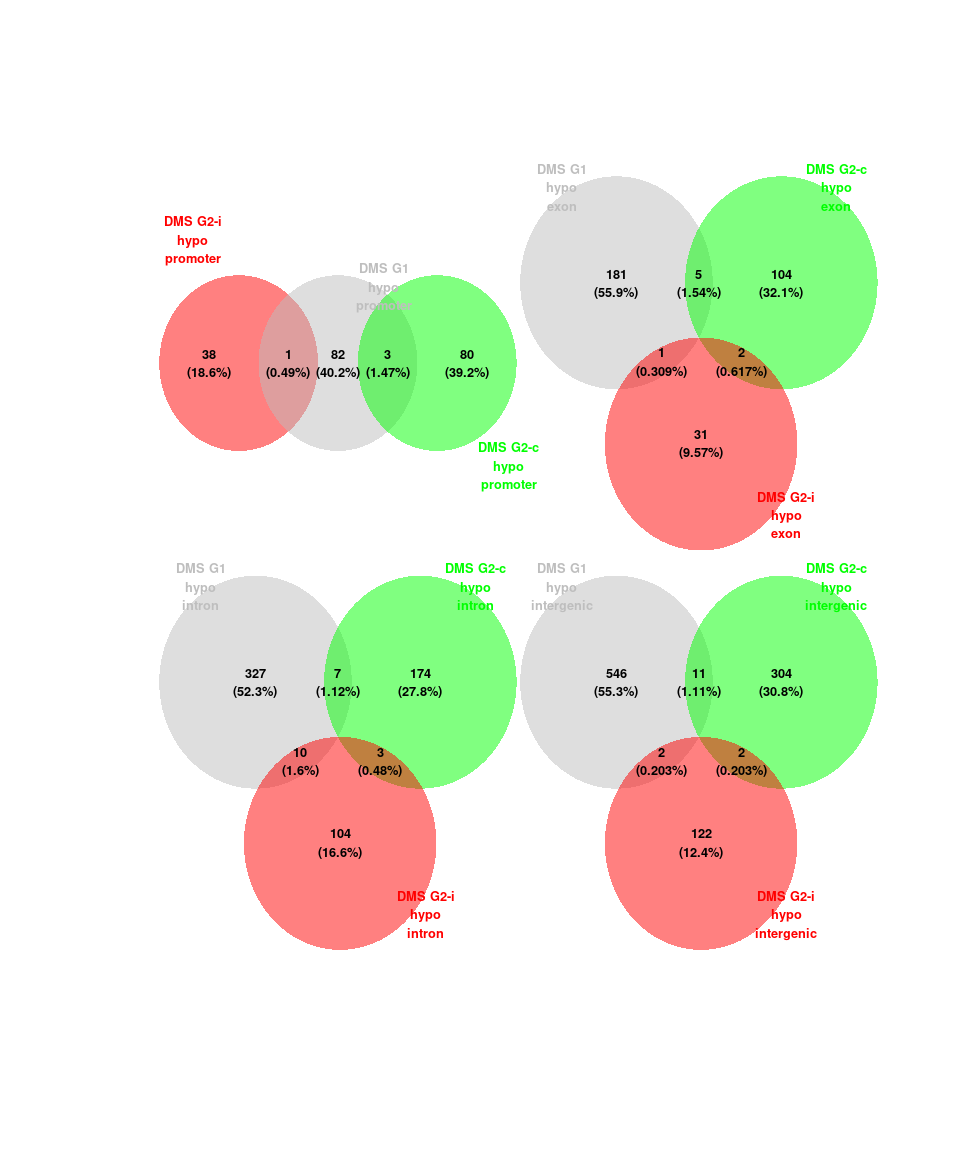 DMS G2-i
hypo
promoter
DMS G1
hypo
promoter
38
(18.6%)
1
(0.49%)
82
(40.2%)
3
(1.47%)
80
(39.2%)
DMS G2-c
hypo
promoter
DMS G1
hypo
exon
DMS G2-c
hypo
exon
181
(55.9%)
5
(1.54%)
104
(32.1%)
1
(0.309%)
2
(0.617%)
31
(9.57%)
DMS G2-i
hypo
exon
DMS G1
hypo
intron
DMS G2-c
hypo
intron
327
(52.3%)
7
(1.12%)
174
(27.8%)
10
(1.6%)
3
(0.48%)
104
(16.6%)
DMS G2-i
hypo
intron
DMS G1
hypo
intergenic
DMS G2-c
hypo
intergenic
546
(55.3%)
11
(1.11%)
304
(30.8%)
2
(0.203%)
2
(0.203%)
122
(12.4%)
DMS G2-i
hypo
intergenic